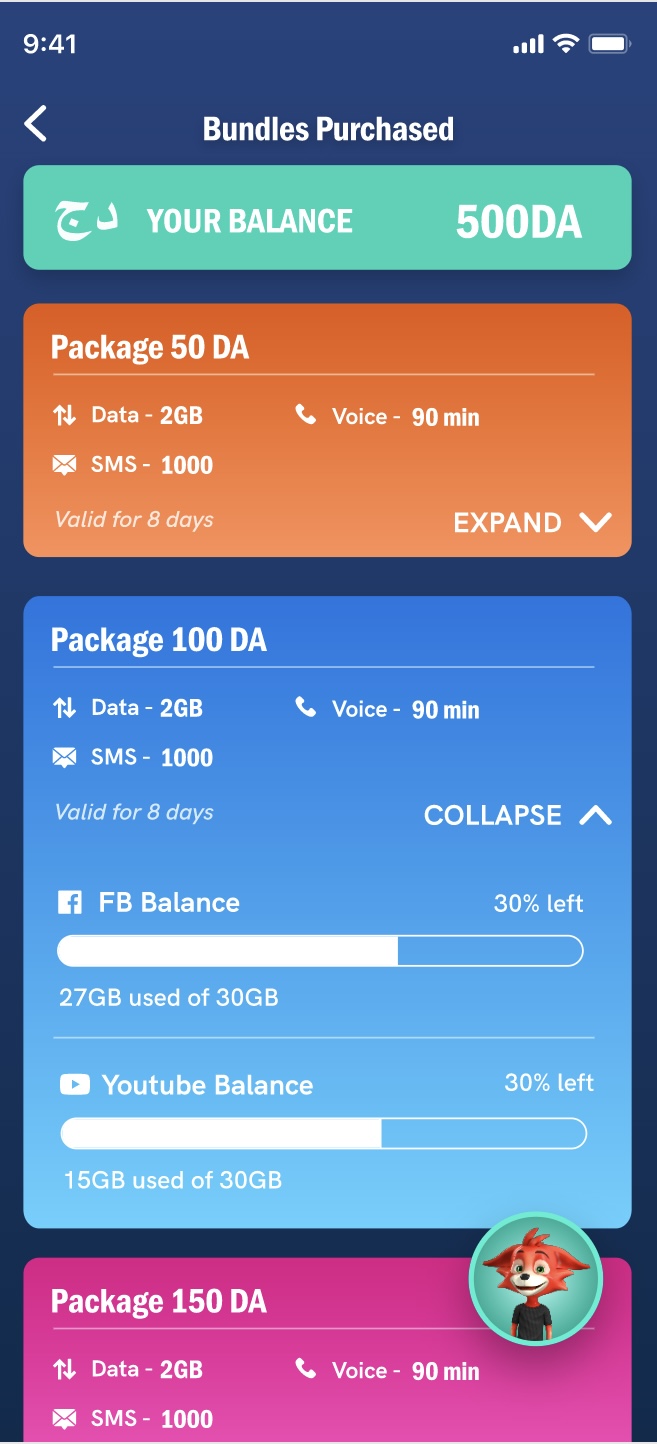 9:41
Bundles Purchased
دج YOUR BALANCE 500DA
Package 50 DA
Data - 2GB Voice - 90 min
SMS - 1000
Valid for 8 days EXPAND
Package 100 DA
Data - 2GB Voice - 90 min
SMS - 1000
Valid for 8 days COLLAPSE
FB Balance 30% left
27GB used of 30GB
Youtube Balance 30% left
15GB used of 30GB
Package 150 DA
Data - 2GB Voice - 90 min
SMS - 1000